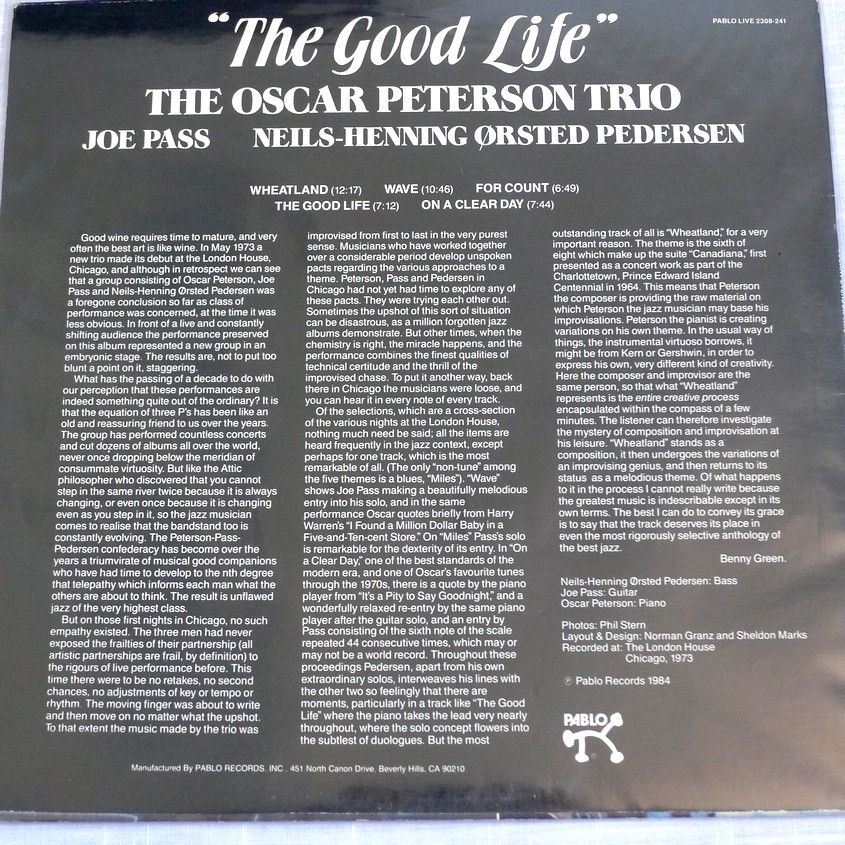 PABLO LIVE 2308-241
"The Good Life"
THE OSCAR PETERSON TRIO
JOE PASS NEILS-HENNING ØRSTED PEDERSEN
WHEATLAND (12:17) WAVE (10:46) FOR COUNT (6:49)
THE GOOD LIFE (7:12) ON A CLEAR DAY (7:44)
Good wine requires time to mature, and very
often the best art is like wine. In May 1973 a
new trio made its debut at the London House,
Chicago, and although in retrospect we can see
that a group consisting of Oscar Peterson, Joe
Pass and Neils-Henning Ørsted Pedersen was
a foregone conclusion so far as class of
performance was concerned, at the time it was
less obvious. In front of a live and constantly
shifting audience the performance preserved
on this album represented a new group in an
embryonic stage. The results are, not to put too
blunt a point on it, staggering.
What has the passing of a decade to do with
our perception that these performances are
indeed something quite out of the ordinary? It is
that the equation of three P's has been like an
old and reassuring friend to us over the years.
The group has performed countless concerts
and cut dozens of albums all over the world,
never once dropping below the meridian of
consummate virtuosity. But like the Attic
philosopher who discovered that you cannot
step in the same river twice because it is always
changing, or even once because it is changing
even as you step in it, so the jazz musician
comes to realise that the bandstand too is
constantly evolving. The Peterson-Pass-
Pedersen confederacy has become over the
years a triumvirate of musical good companions
who have had time to develop to the nth degree
that telepathy which informs each man what the
others are about to think. The result is unflawed
jazz of the very highest class.
But on those first nights in Chicago, no such
empathy existed. The three men had never
exposed the frailties of their partnership (all
artistic partnerships are frail, by definition) to
the rigours of live performance before. This
time there were to be no retakes, no second
chances, no adjustments of key or tempo or
rhythm. The moving finger was about to write
and then move on no matter what the upshot.
To that extent the music made by the trio was
improvised from first to last in the very purest
sense. Musicians who have worked together
over a considerable period develop unspoken
pacts regarding the various approaches to a
theme. Peterson, Pass and Pedersen in
Chicago had not yet had time to explore any of
these pacts. They were trying each other out.
Sometimes the upshot of this sort of situation
can be disastrous, as a million forgotten jazz
albums demonstrate. But other times, when the
chemistry is right, the miracle happens, and the
performance combines the finest qualities of
technical certitude and the thrill of the
improvised chase. To put it another way, back
there in Chicago the musicians were loose, and
you can hear it in every note of every track.
Of the selections, which are a cross-section
of the various nights at the London House,
nothing much need be said; all the items are
heard frequently in the jazz context, except
perhaps for one track, which is the most
remarkable of all. (The only "non-tune" among
the five themes is a blues, "Miles"). "Wave"
shows Joe Pass making a beautifully melodious
entry into his solo, and in the same
performance Oscar quotes briefly from Harry
Warren's "I Found a Million Dollar Baby in a
Five-and-Ten-cent Store." On "Miles" Pass's solo
is remarkable for the dexterity of its entry. In "On
a Clear Day," one of the best standards of the
modern era, and one of Oscar's favourite tunes
through the 1970s, there is a quote by the piano
player from "It's a Pity to Say Goodnight," and a
wonderfully relaxed re-entry by the same piano
player after the guitar solo, and an entry by
Pass consisting of the sixth note of the scale
repeated 44 consecutive times, which may or
may not be a world record. Throughout these
proceedings Pedersen, apart from his own
extraordinary solos, interweaves his lines with
the other two so feelingly that there are
moments, particularly in a track like "The Good
Life" where the piano takes the lead very nearly
throughout, where the solo concept flowers into
the subtlest of duologues. But the most
outstanding track of all is "Wheatland," for a very
important reason. The theme is the sixth of
eight which make up the suite "Canadiana," first
presented as a concert work as part of the
Charlottetown, Prince Edward Island
Centennial in 1964. This means that Peterson
the composer is providing the raw material on
which Peterson the jazz musician may base his
improvisations. Peterson the pianist is creating
variations on his own theme. In the usual way of
things, the instrumental virtuoso borrows, it
might be from Kern or Gershwin, in order to
express his own, very different kind of creativity.
Here the composer and improvisor are the
same person, so that what "Wheatland"
represents is the entire creative process
encapsulated within the compass of a few
minutes. The listener can therefore investigate
the mystery of composition and improvisation at
his leisure. "Wheatland" stands as a
composition, it then undergoes the variations of
an improvising genius, and then returns to its
status as a melodious theme. Of what happens
to it in the process I cannot really write because
the greatest music is indescribable except in its
own terms. The best I can do to convey its grace
is to say that the track deserves its place in
even the most rigorously selective anthology of
the best jazz.
Benny Green.
Neils-Henning Ørsted Pedersen: Bass
Joe Pass: Guitar
Oscar Peterson: Piano
Photos: Phil Stern
Layout & Design: Norman Granz and Sheldon Marks
Recorded at: The London House
Chicago, 1973
℗ Pablo Records 1984
PABLO
Manufactured By PABLO RECORDS, INC. 451 North Canon Drive, Beverly Hills, CA 90210